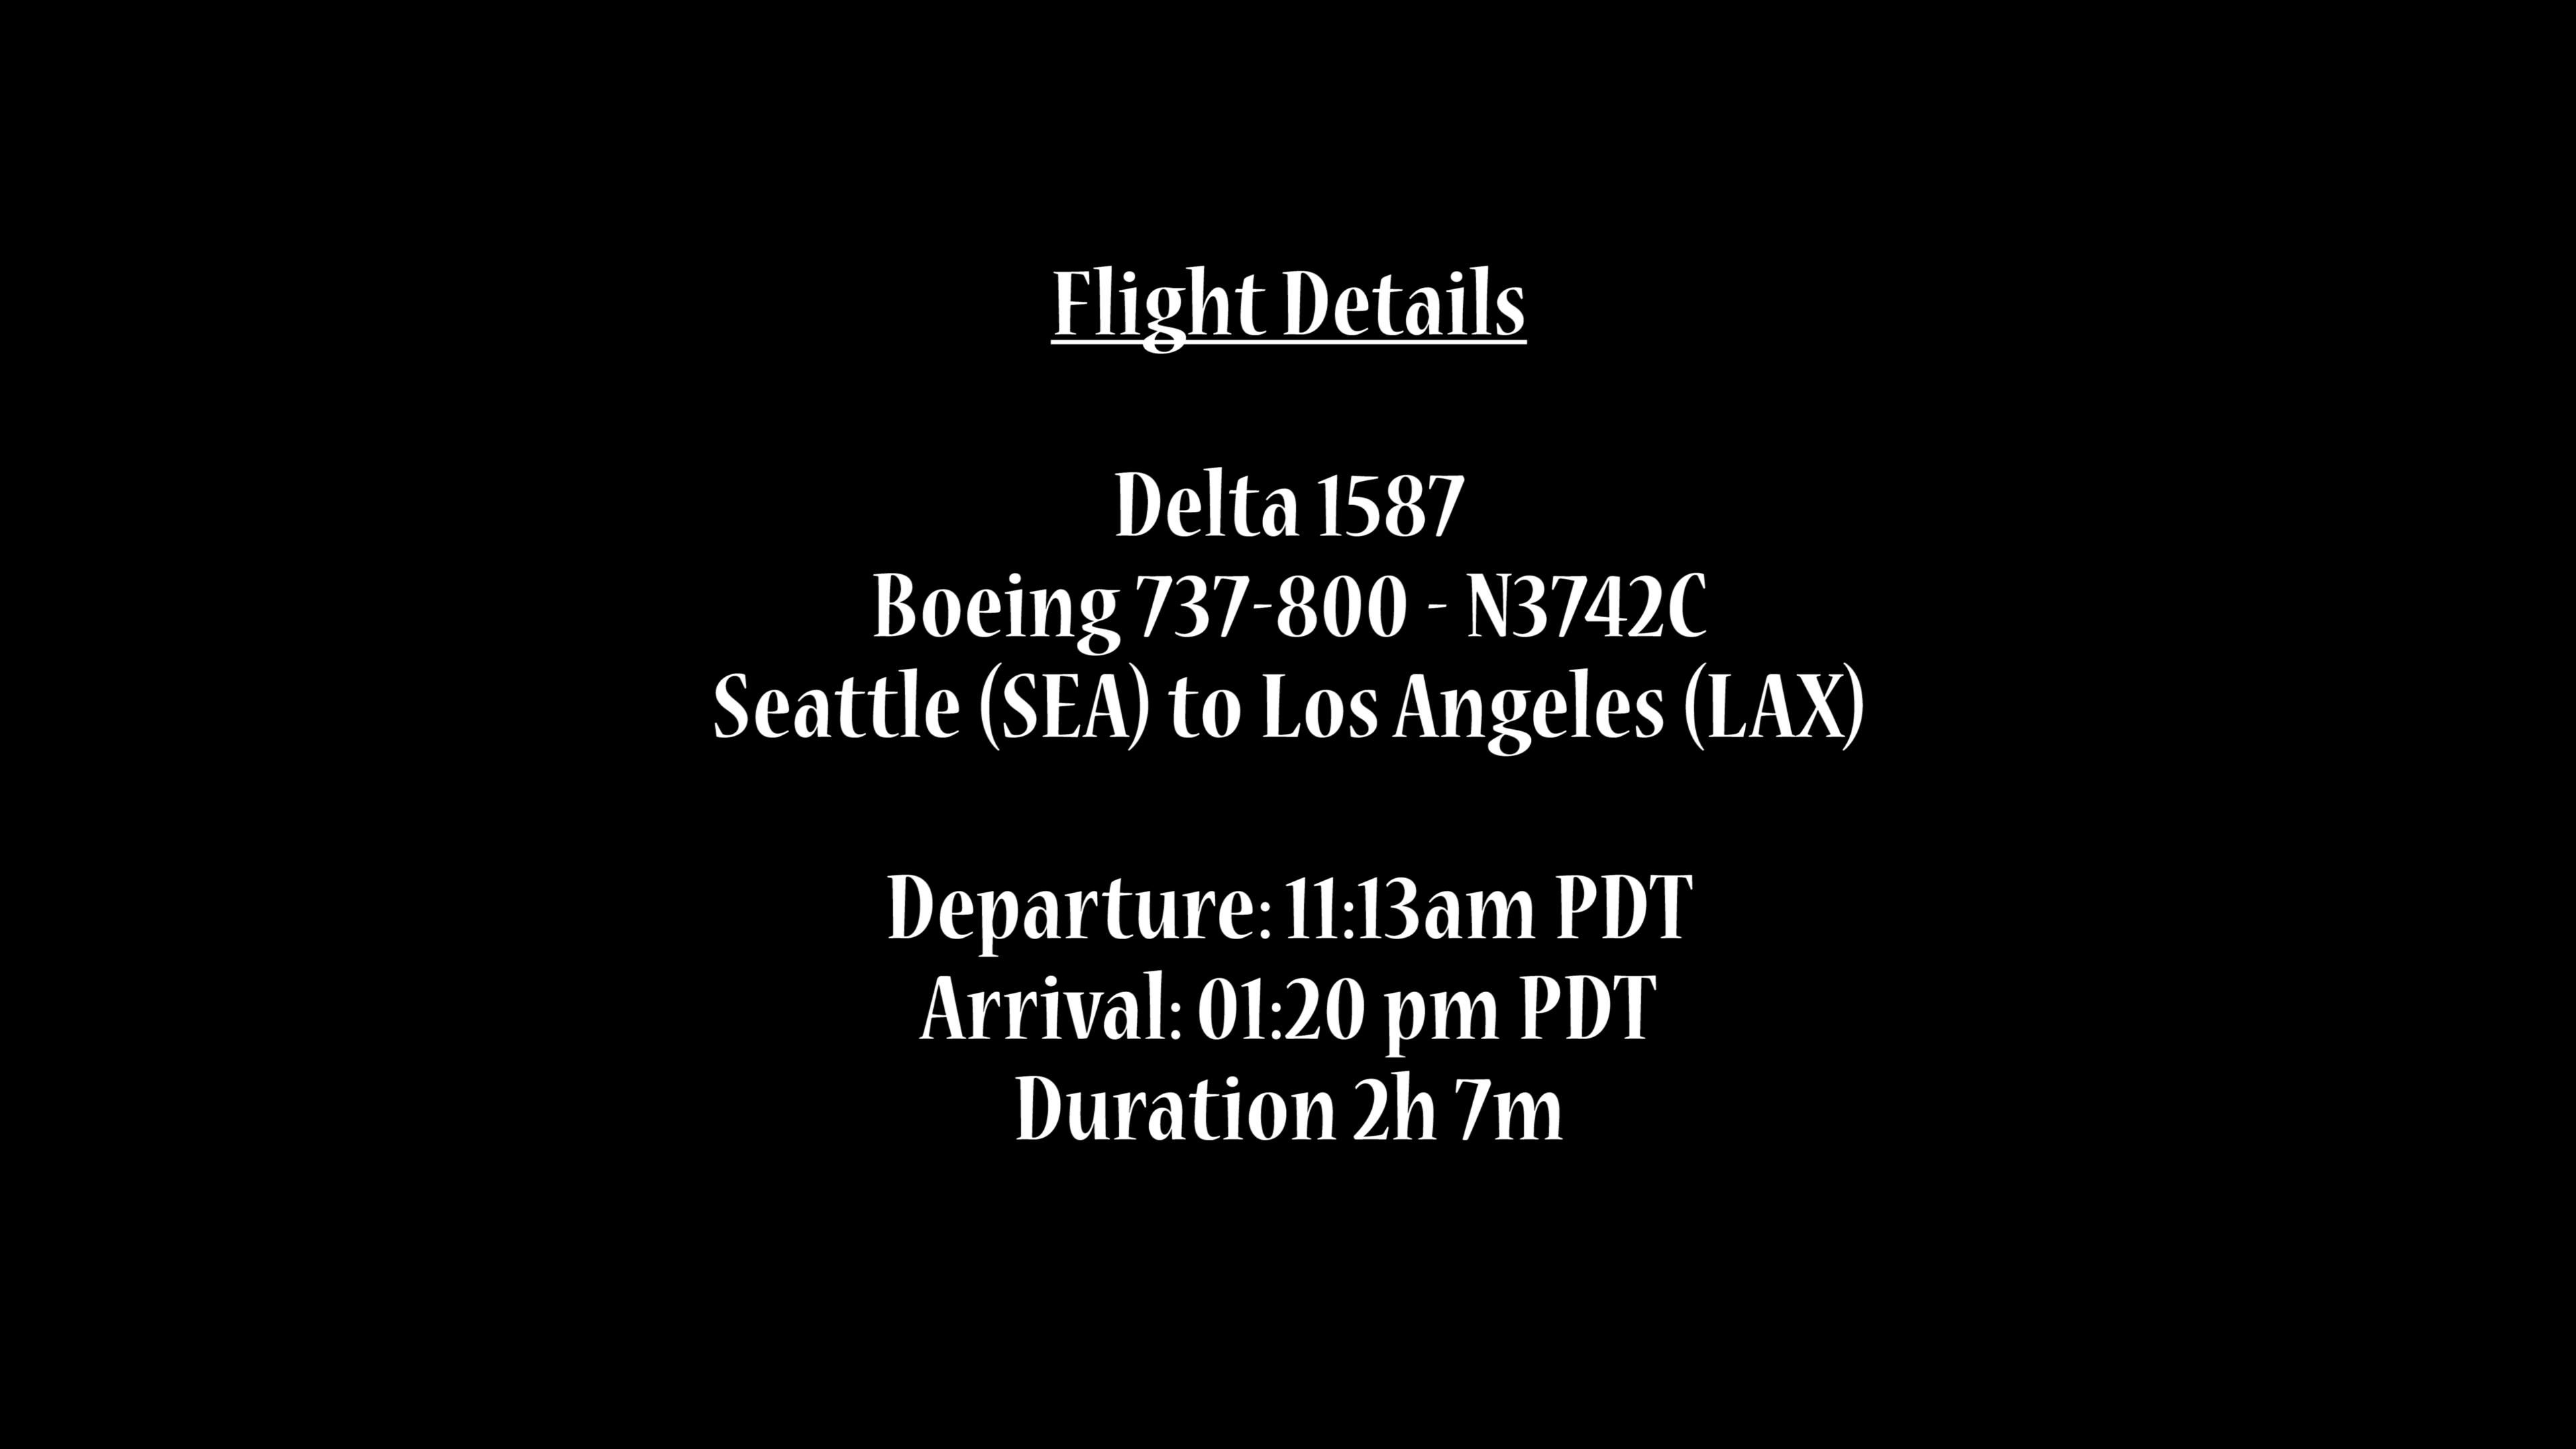 Flight Details
Delta 1587
Boeing 737-800 - N3742C
Seattle (SEA) to Los Angeles (LAX)
Departure: 11:13am PDT
Arrival: 01:20 pm PDT
Duration 2h 7m